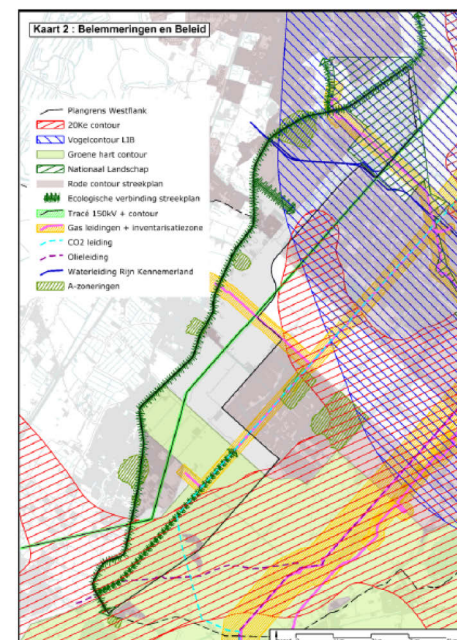 Kaart 2 : Belemmeringen en Beleid
Plangrens Westflank
20Ke contour
Vogelcontour LIB
Groene hart contour
Nationaal Landschap
Rode contour streekplan
Ecologische verbinding streekplan
Tracé 150kV + contour
Gas leidingen + inventarisatiezone
CO2 leiding
Olieleiding
Waterleiding Rijn Kennemerland
A-zoneringen